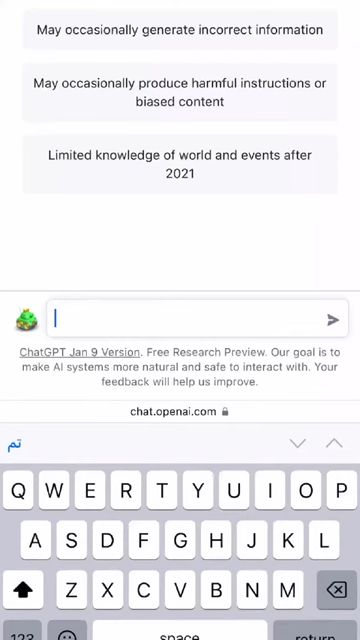 May occasionally generate incorrect information
May occasionally produce harmful instructions or
biased content
Limited knowledge of world and events after
2021
ChatGPT Jan 9 Version. Free Research Preview. Our goal is to
make AI systems more natural and safe to interact with. Your
feedback will help us improve.
chat.openai.com
تم
Q W E R T Y U I O P
A S D F G H J K L
Z X C V B N M
123 space return